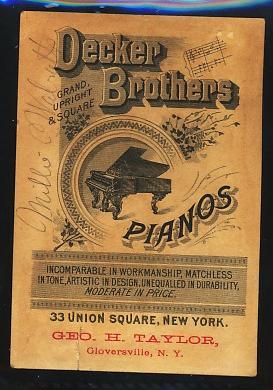 Decker
Brothers
GRAND,
UPRIGHT
& SQUARE
PIANOS
INCOMPARABLE IN WORKMANSHIP, MATCHLESS
IN TONE, ARTISTIC IN DESIGN, UNEQUALLED IN DURABILITY,
MODERATE IN PRICE.
33 UNION SQUARE, NEW YORK.
GEO. H. TAYLOR,
Gloversville, N. Y.